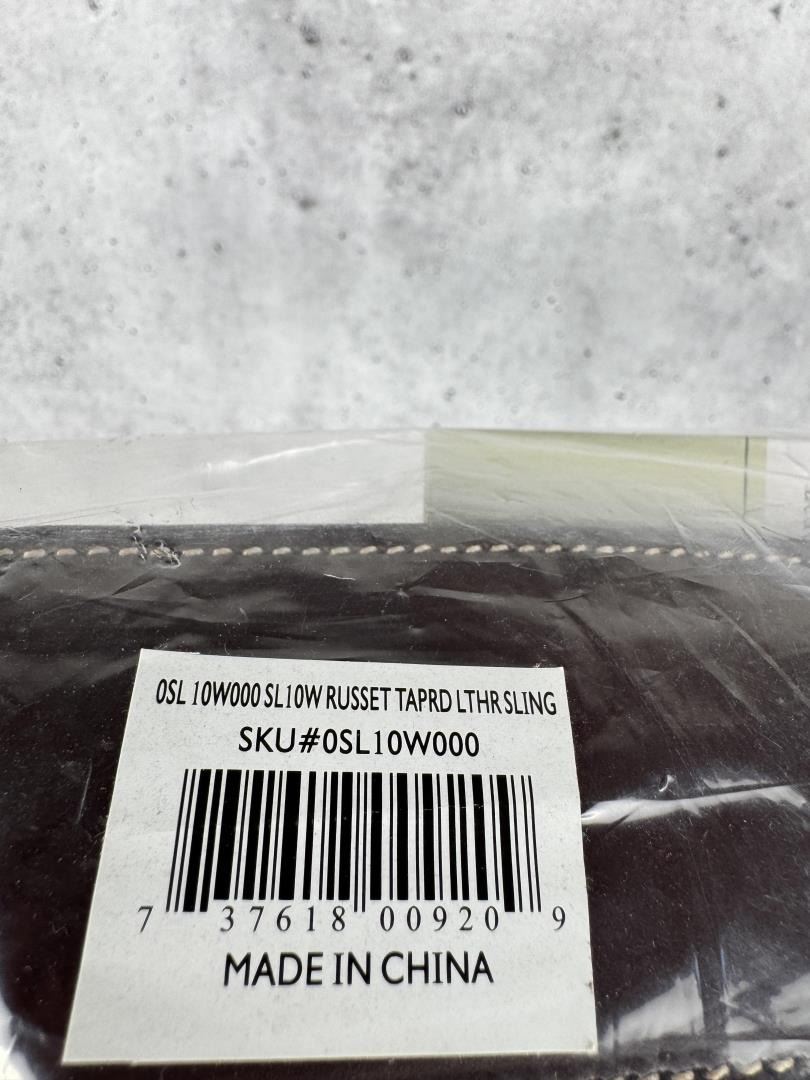 0SL 10W000 SL10W RUSSET TAPRD LTHR SLING
SKU#0SL10W000
7 37618 00920 9
MADE IN CHINA